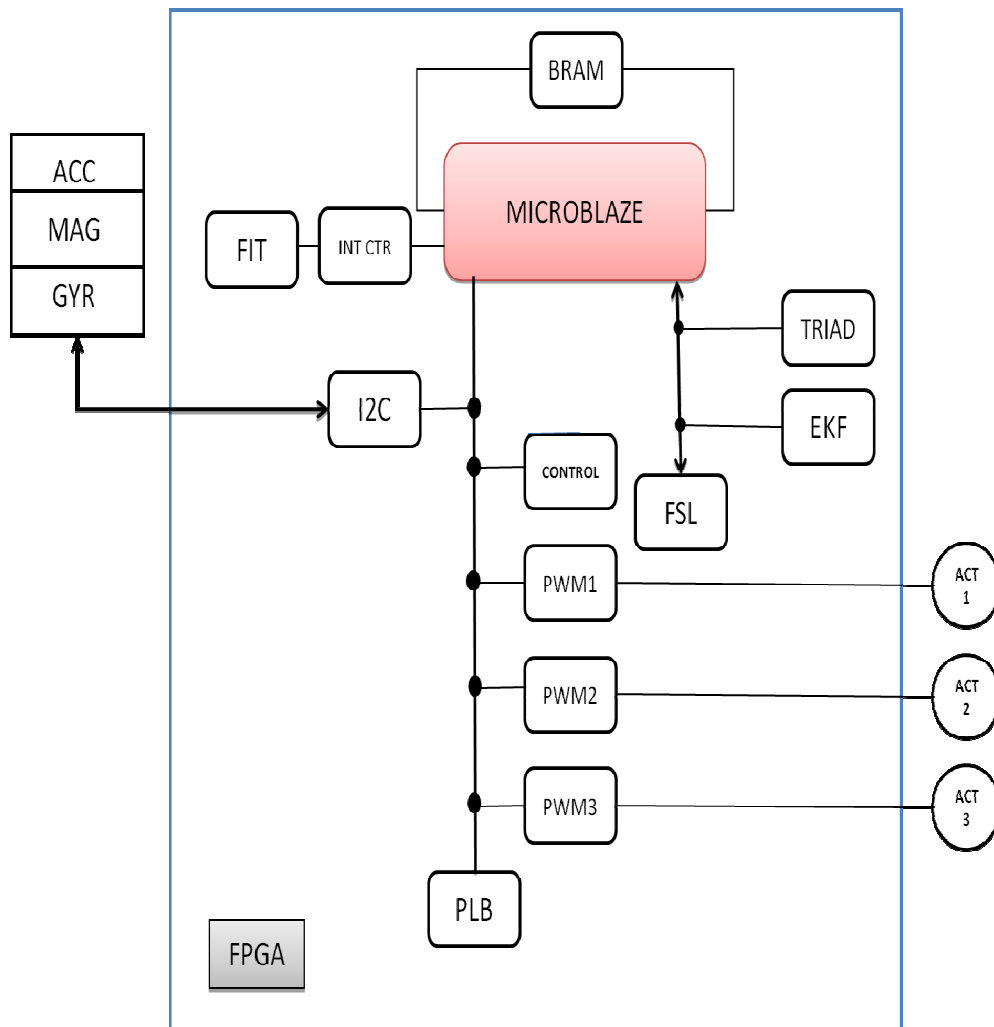 BRAM
ACC
MAG
GYR
MICROBLAZE
FIT
INT CTR
TRIAD
I2C
EKF
CONTROL
FSL
PWM1
ACT
1
PWM2
ACT
2
PWM3
ACT
3
PLB
FPGA